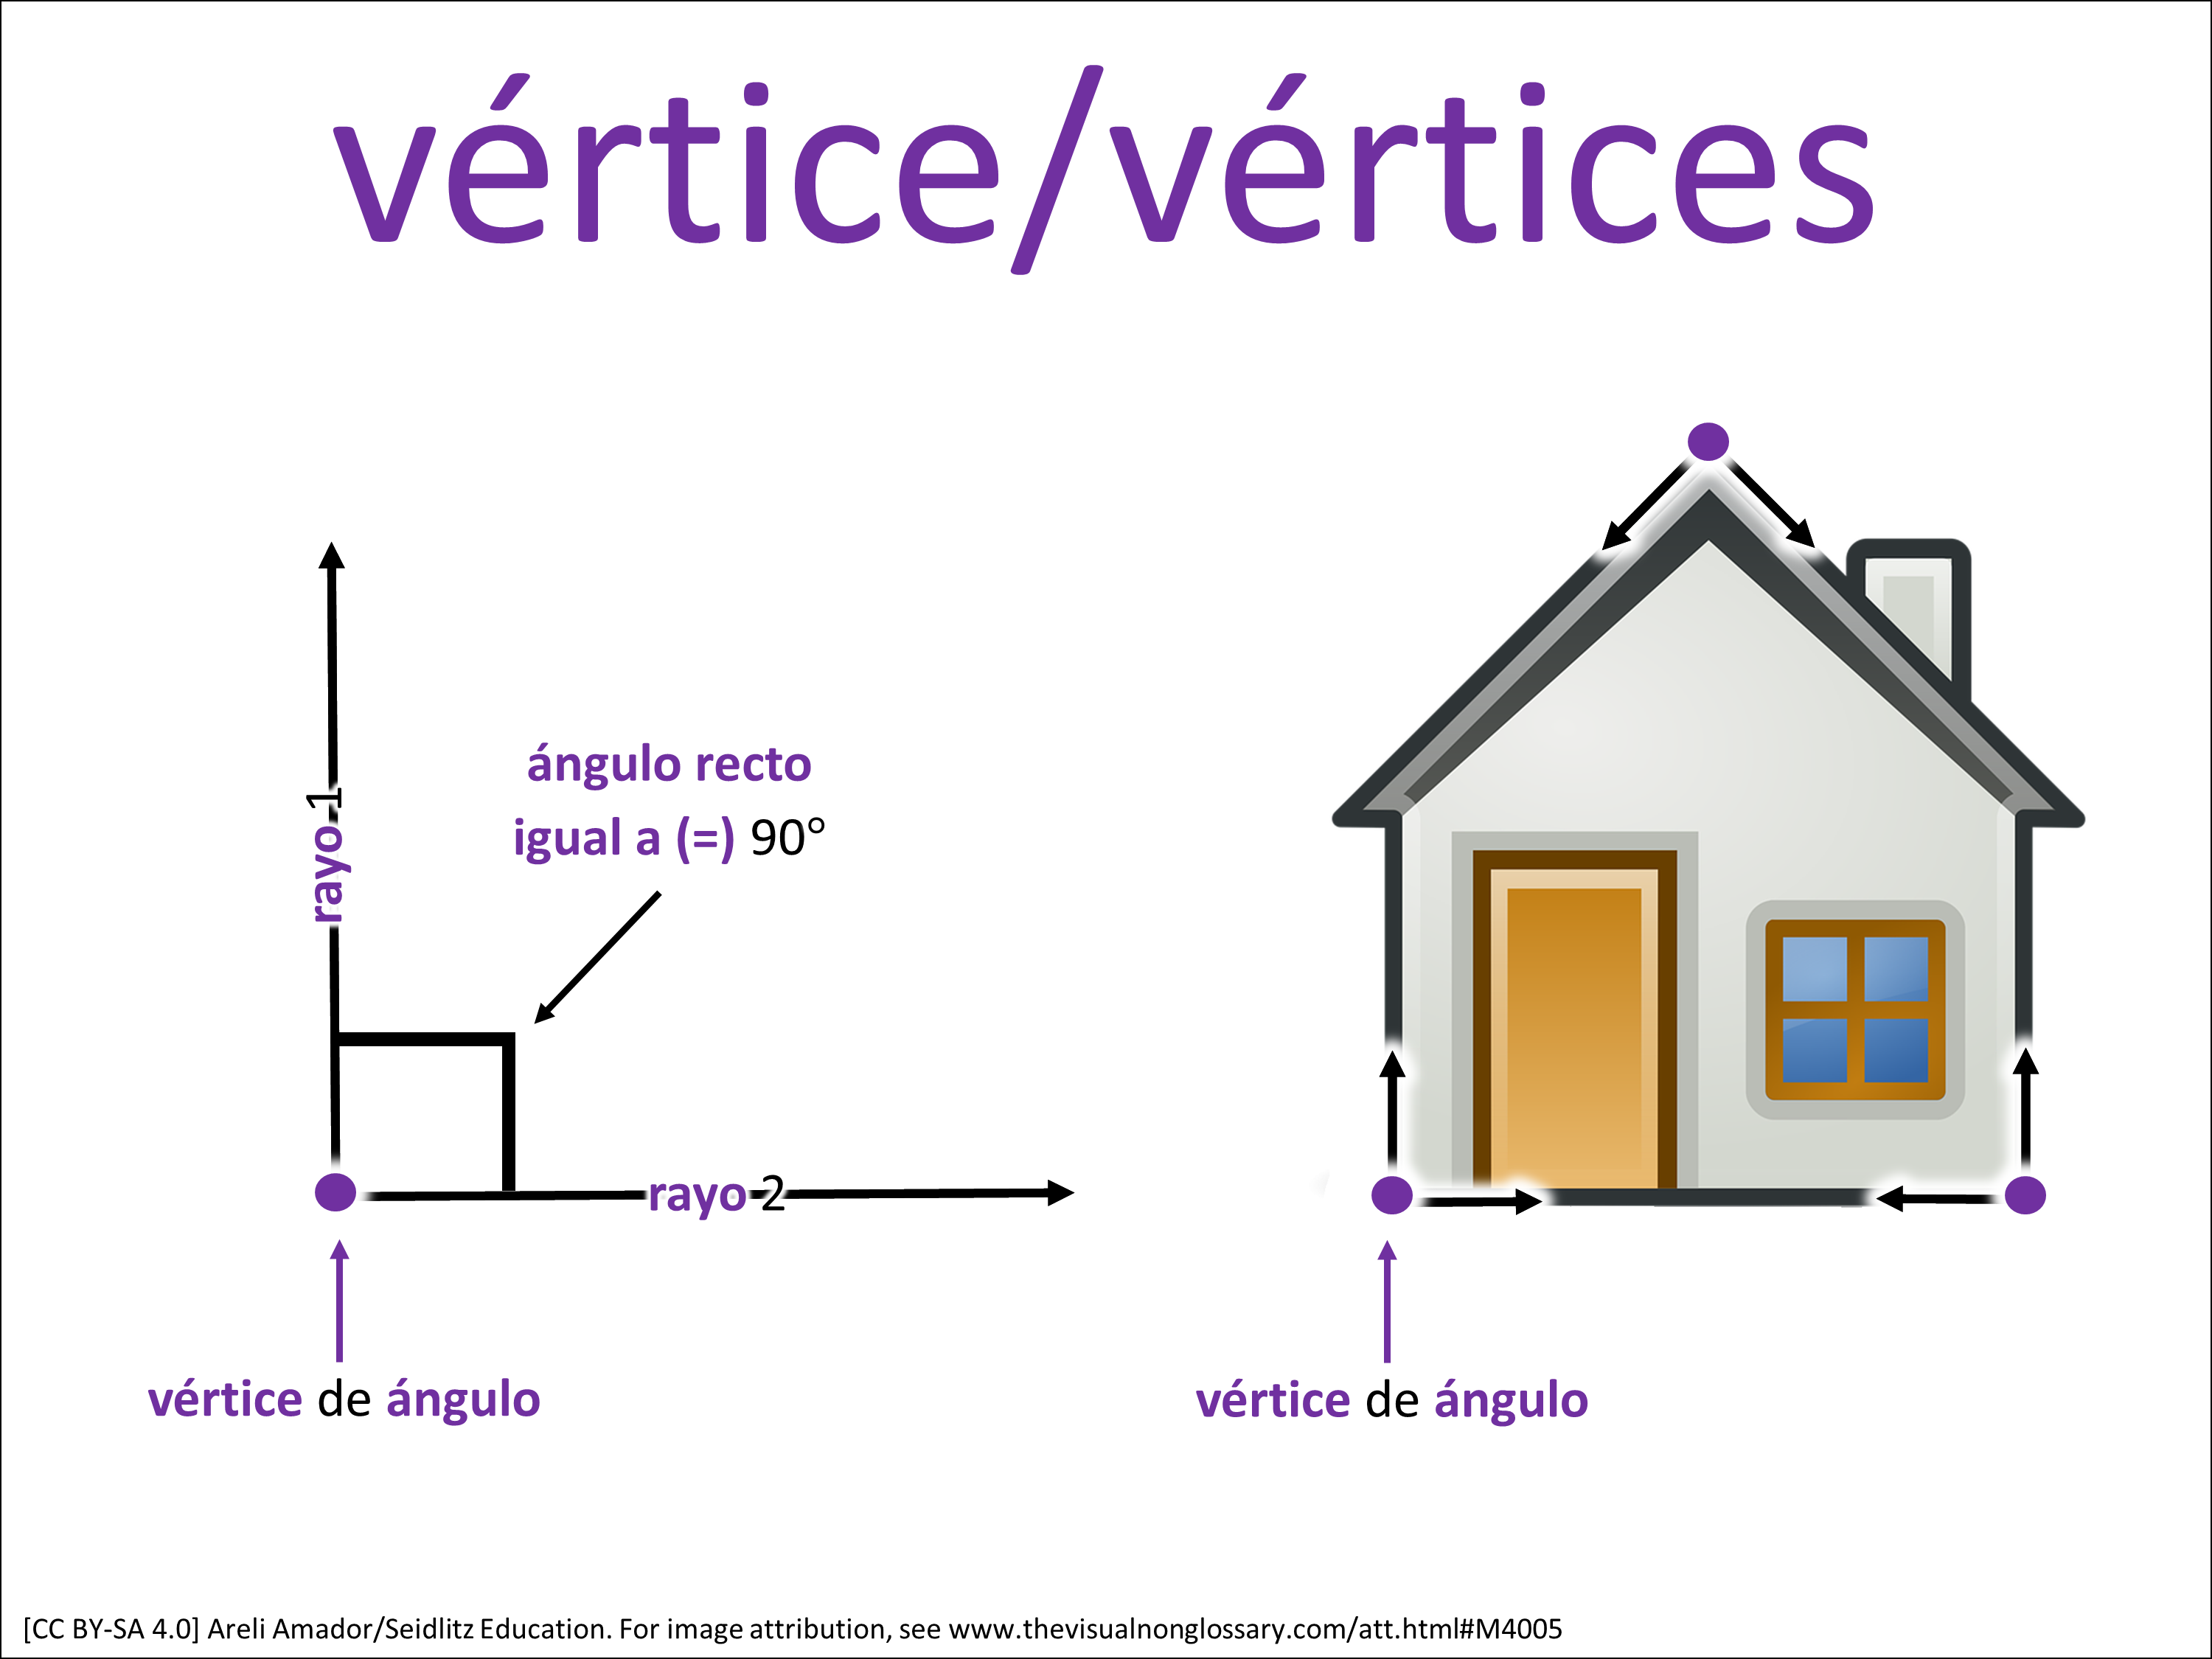 vértice/vértices
ángulo recto
igual a (=) 90°
rayo 1
rayo 2
vértice de ángulo
vértice de ángulo
[CC BY-SA 4.0] Areli Amador/Seidlitz Education. For image attribution, see www.thevisualnonglossary.com/att.html#M4005